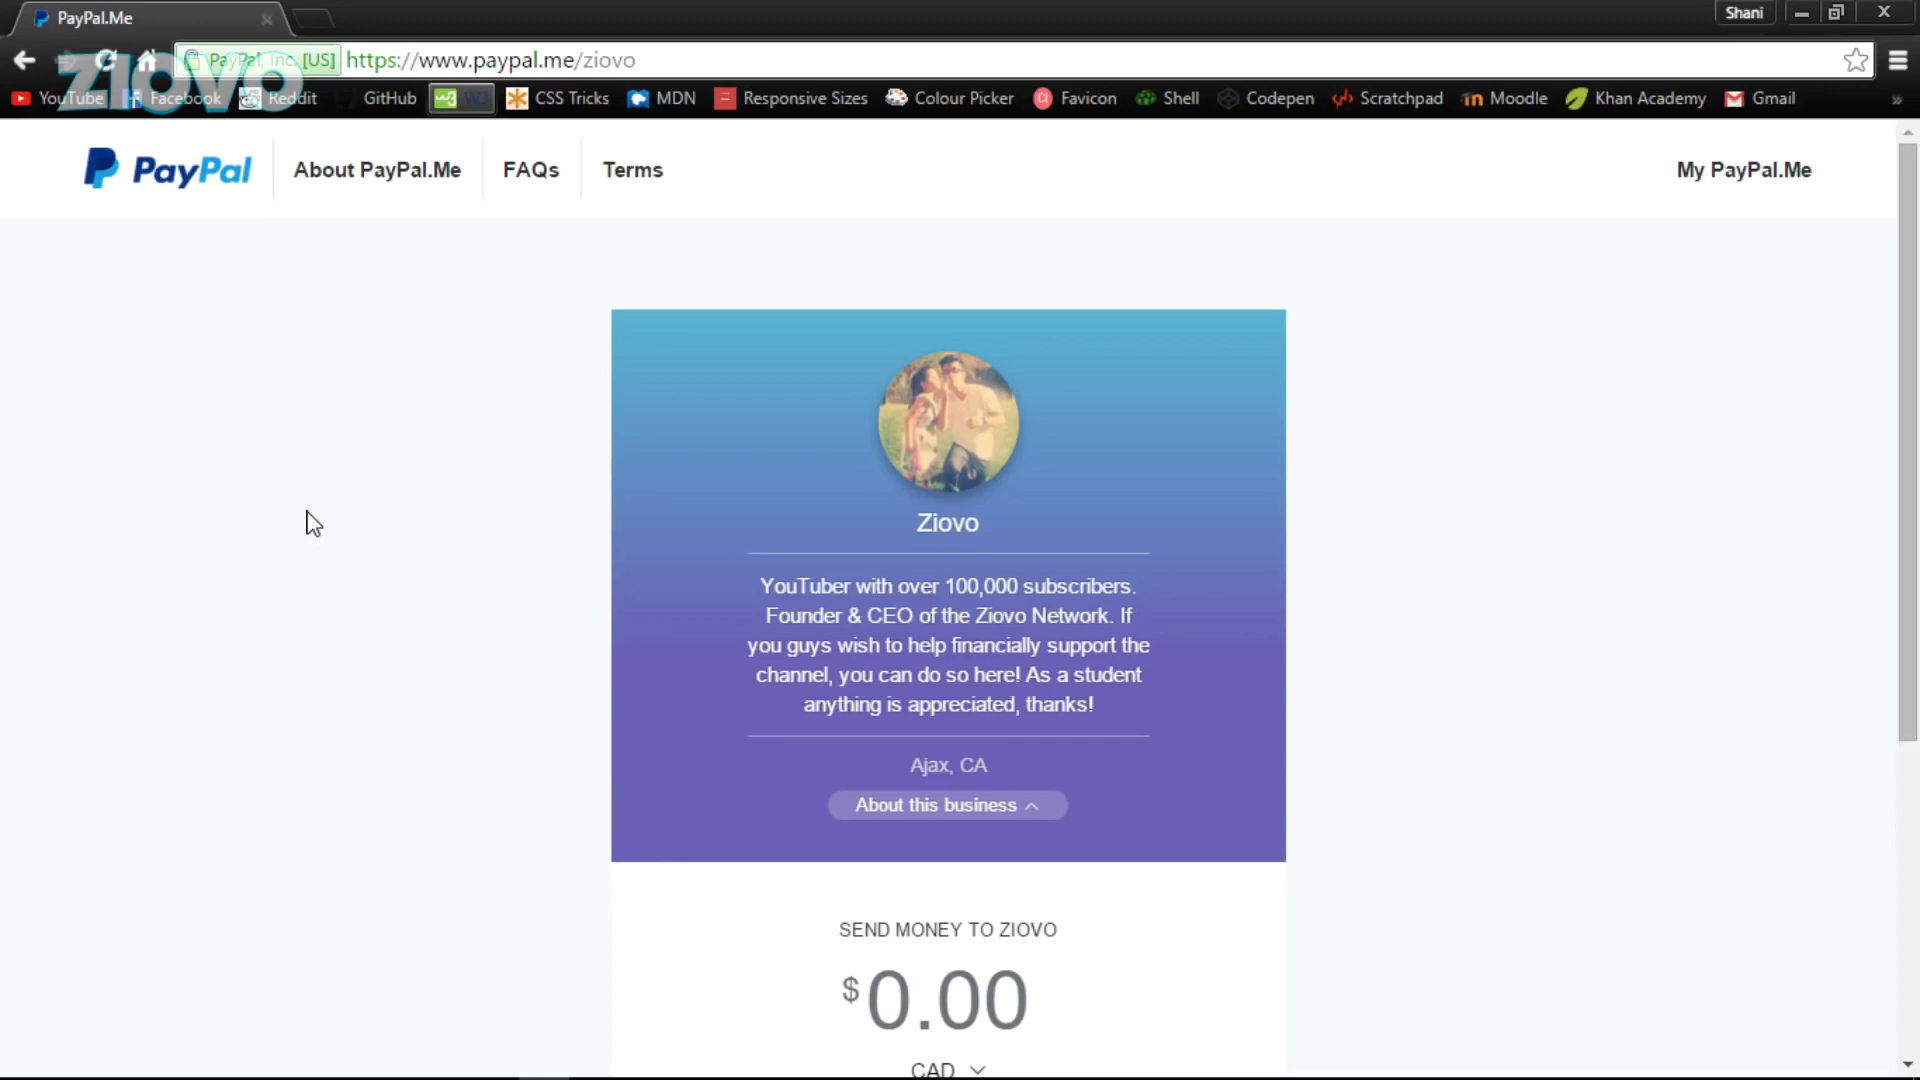 PayPal.Me
Shani
ZIOVO
PayPal, Inc. [US] https://www.paypal.me/ziovo
YouTube Facebook Reddit GitHub W3 CSS Tricks MDN Responsive Sizes Colour Picker Favicon Shell Codepen Scratchpad Moodle Khan Academy Gmail
PayPal About PayPal.Me FAQs Terms My PayPal.Me
Ziovo
YouTuber with over 100,000 subscribers.
Founder & CEO of the Ziovo Network. If
you guys wish to help financially support the
channel, you can do so here! As a student
anything is appreciated, thanks!
Ajax, CA
About this business
SEND MONEY TO ZIOVO
$0.00
CAD